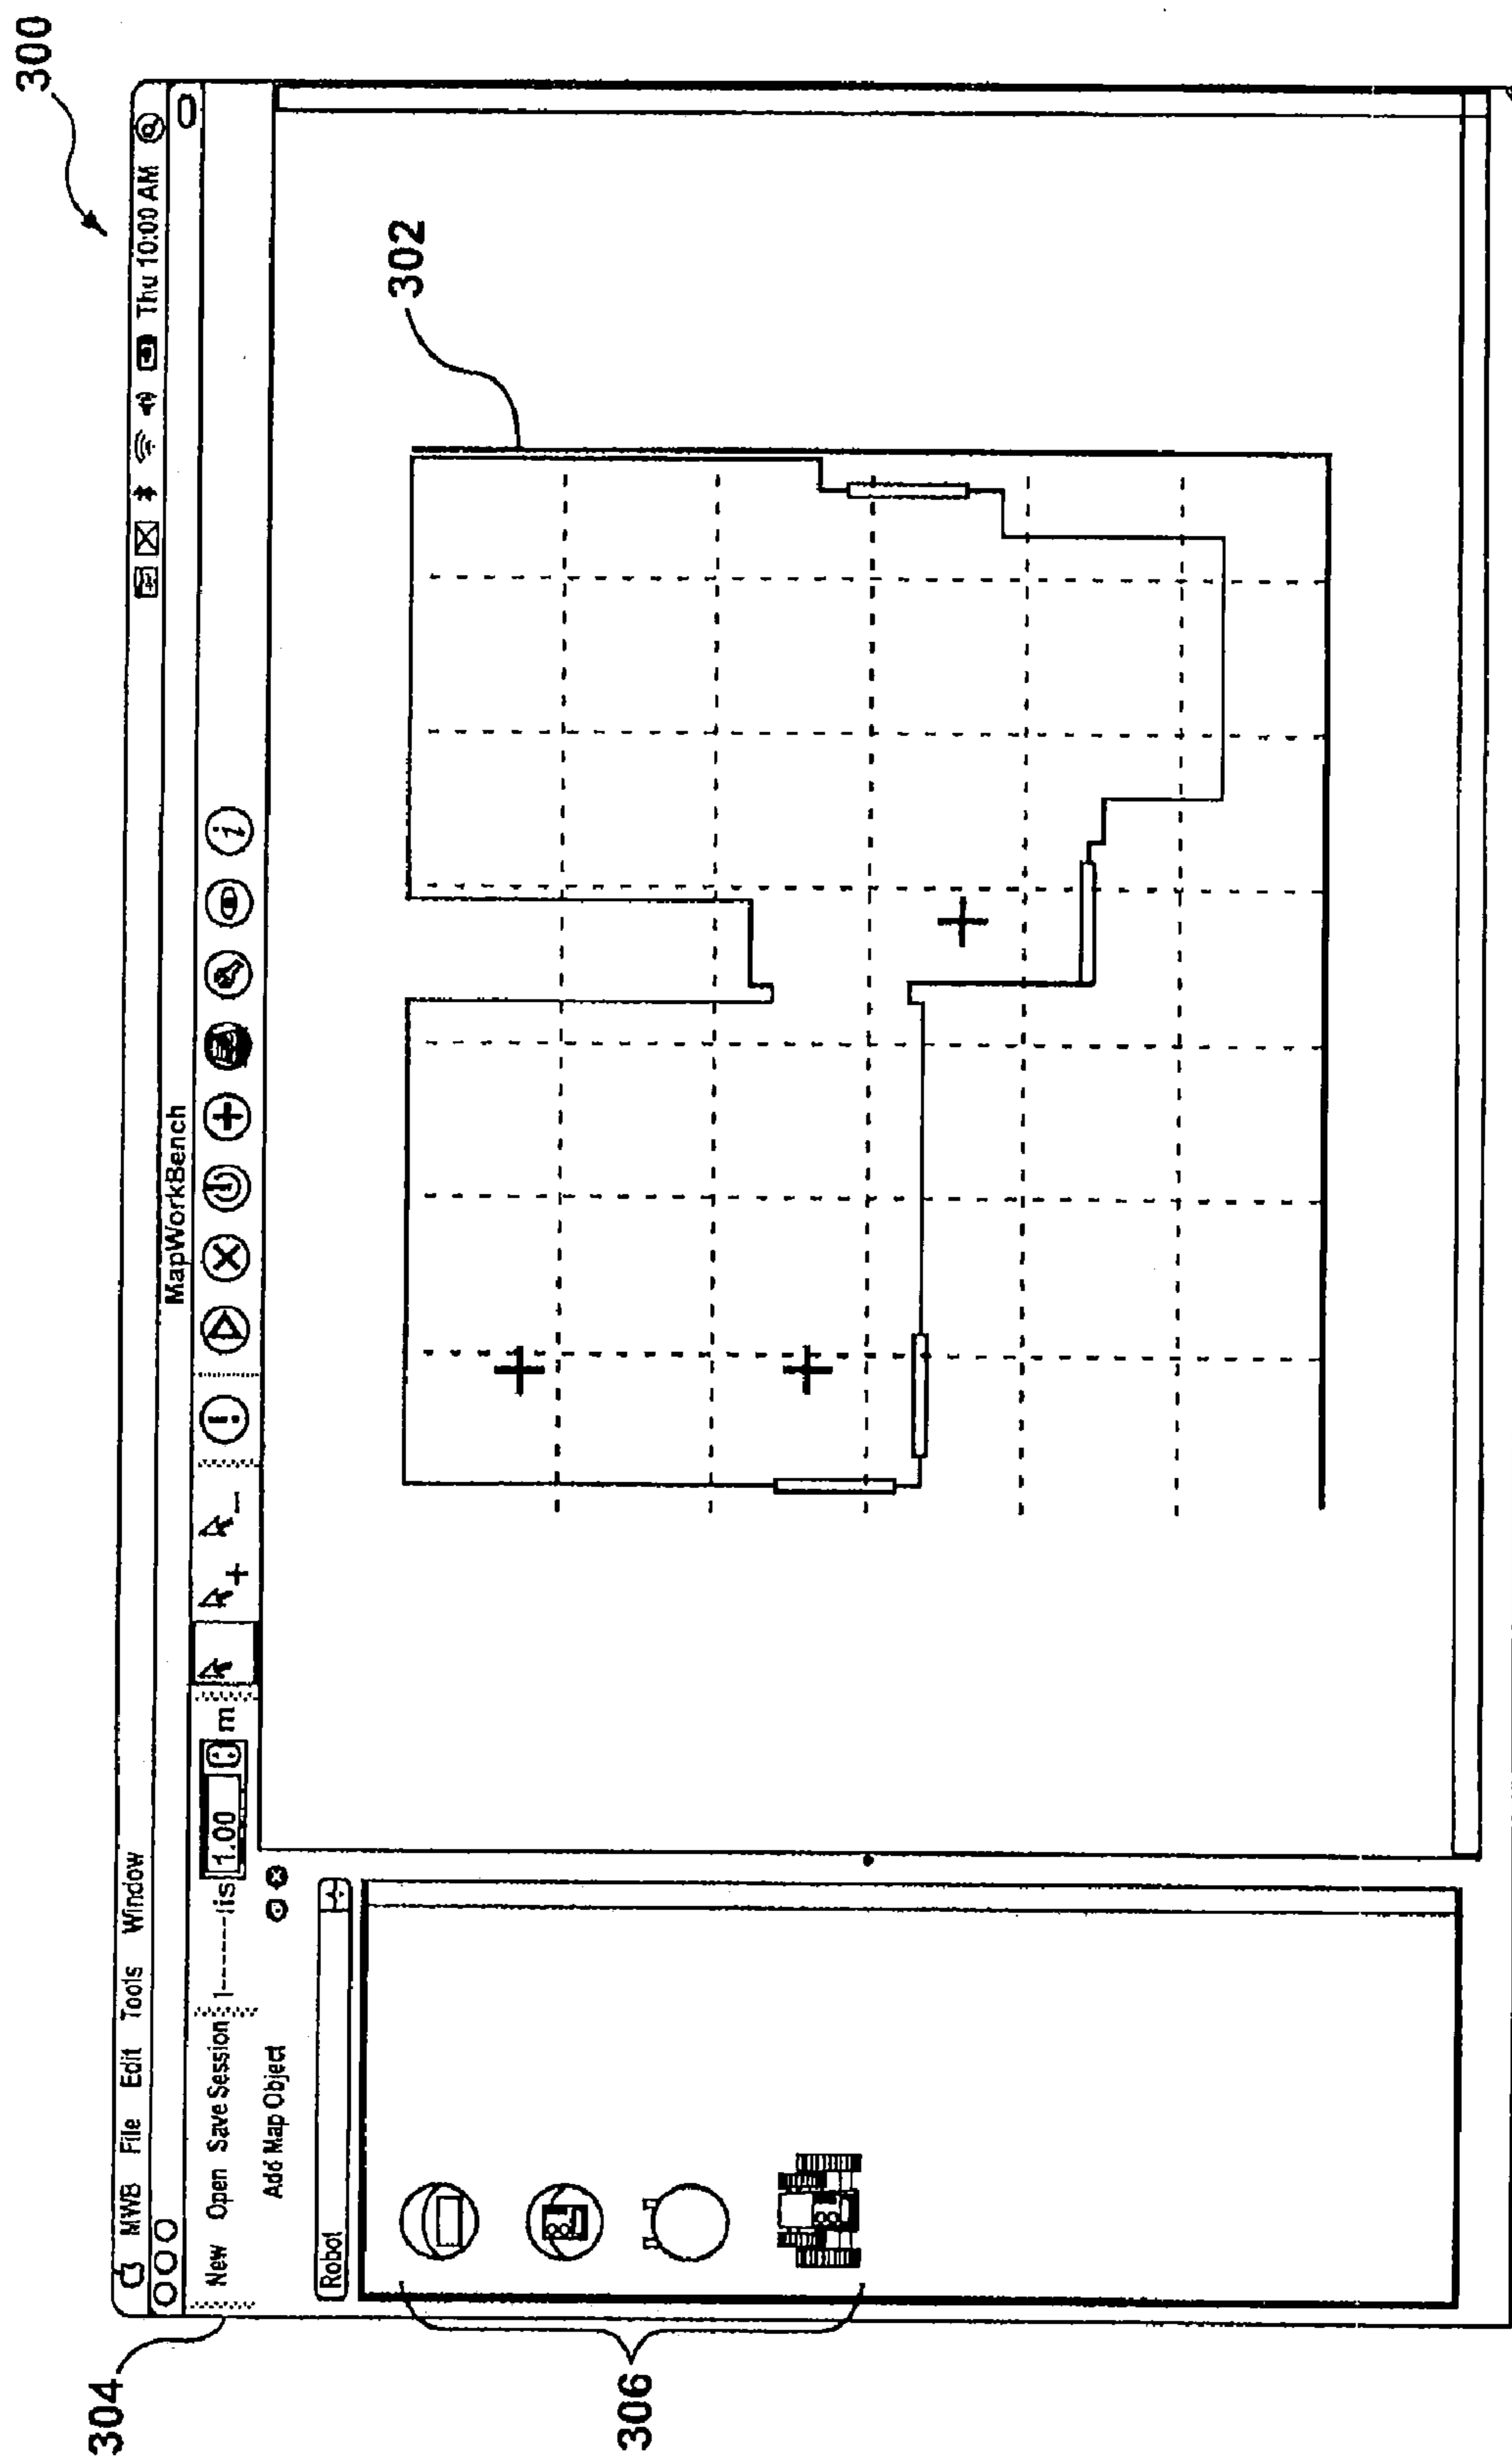 300
MWB File Edit Tools Window Thu 10:00 AM
MapWorkBench
New Open Save Session |------| is 1.00 m
Add Map Object
Robot
302
304
306